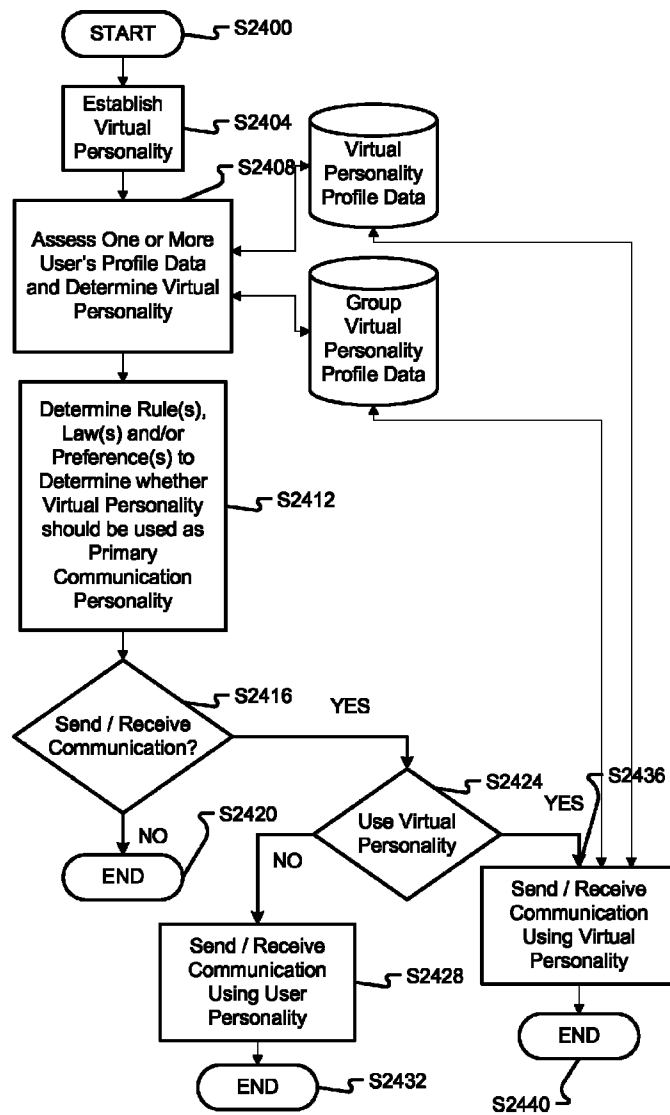 START
S2400
Establish
Virtual
Personality
S2404
S2408
Virtual
Personality
Profile Data
Assess One or More
User's Profile Data
and Determine Virtual
Personality
Group
Virtual
Personality
Profile Data
Determine Rule(s),
Law(s) and/or
Preference(s) to
Determine whether
Virtual Personality
should be used as
Primary
Communication
Personality
S2412
Send / Receive
Communication?
S2416
YES
NO
S2420
END
Use Virtual
Personality
S2424
S2436
YES
NO
Send / Receive
Communication
Using User
Personality
S2428
Send / Receive
Communication
Using Virtual
Personality
END
S2432
END
S2440